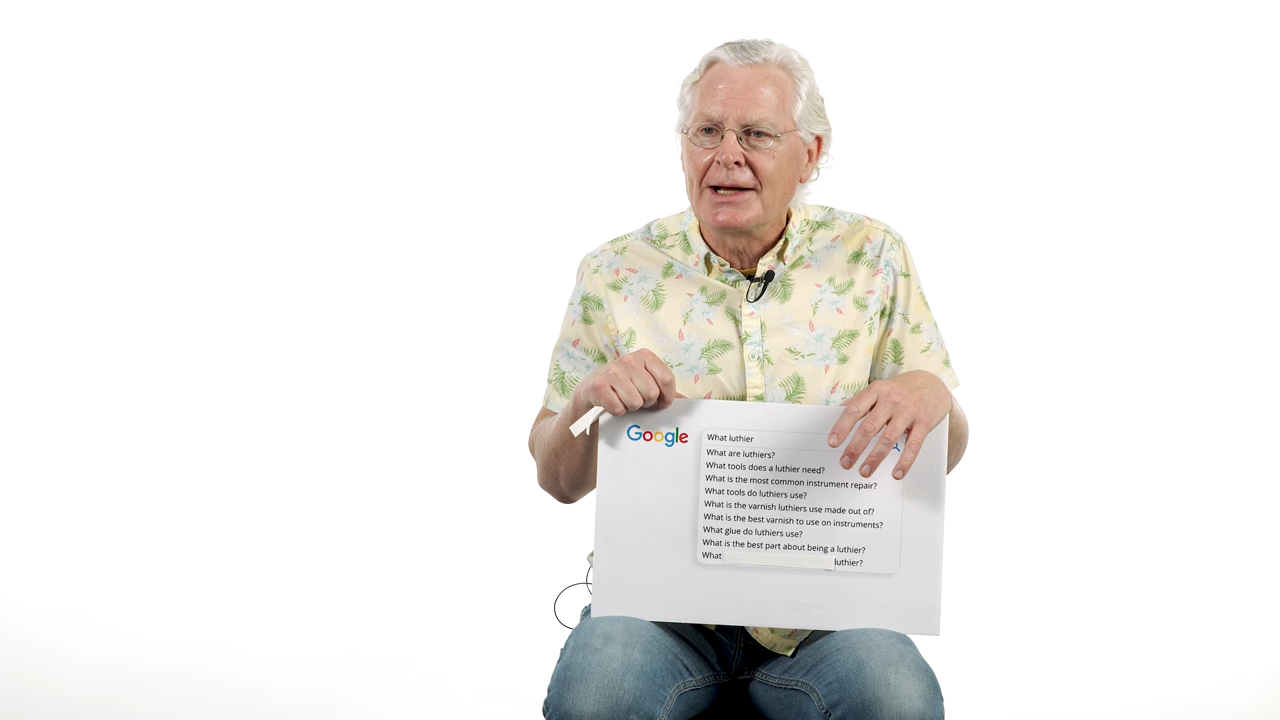 Google
What luthier
What are luthiers?
What tools does a luthier need?
What is the most common instrument repair?
What tools do luthiers use?
What is the varnish luthiers use made out of?
What is the best varnish to use on instruments?
What glue do luthiers use?
What is the best part about being a luthier?
What luthier?